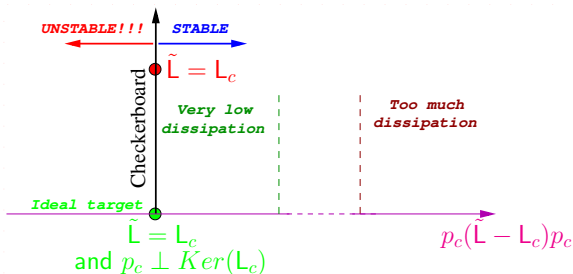 UNSTABLE!!! STABLE
L̃ = L_c
Checkerboard
Very low
dissipation
Too much
dissipation
Ideal target
L̃ = L_c
and p_c ⊥ Ker(L_c)
p_c(L̃ − L_c)p_c